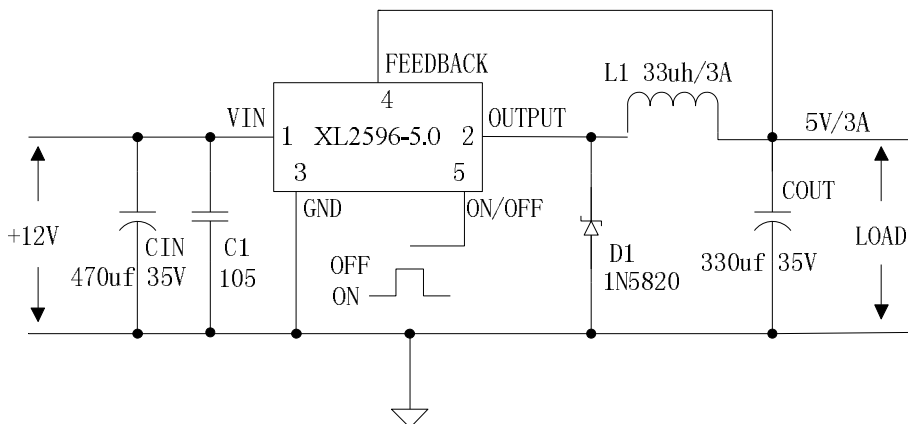 FEEDBACK
L1 33uh/3A
4
VIN
1
XL2596-5.0
2
OUTPUT
5V/3A
3
5
GND
ON/OFF
COUT
+12V
CIN
C1
OFF
D1
LOAD
470uf 35V
105
ON
1N5820
330uf 35V